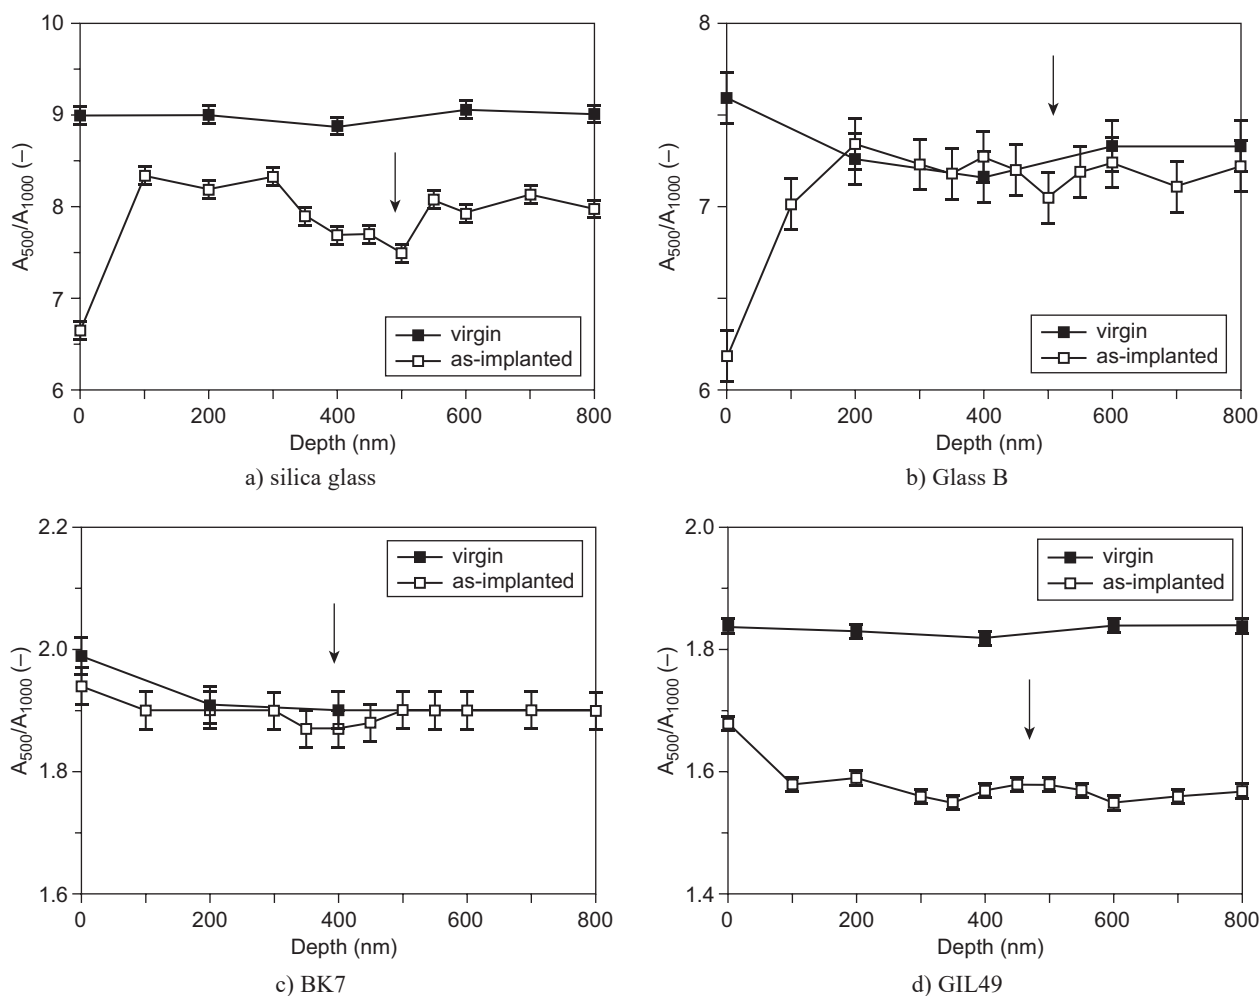 10
9
8
7
6
A500/A1000 (–)
virgin
as-implanted
0 200 400 600 800
Depth (nm)
a) silica glass
8
7
6
A500/A1000 (–)
virgin
as-implanted
0 200 400 600 800
Depth (nm)
b) Glass B
2.2
2.0
1.8
1.6
A500/A1000 (–)
virgin
as-implanted
0 200 400 600 800
Depth (nm)
c) BK7
2.0
1.8
1.6
1.4
A500/A1000 (–)
virgin
as-implanted
0 200 400 600 800
Depth (nm)
d) GIL49